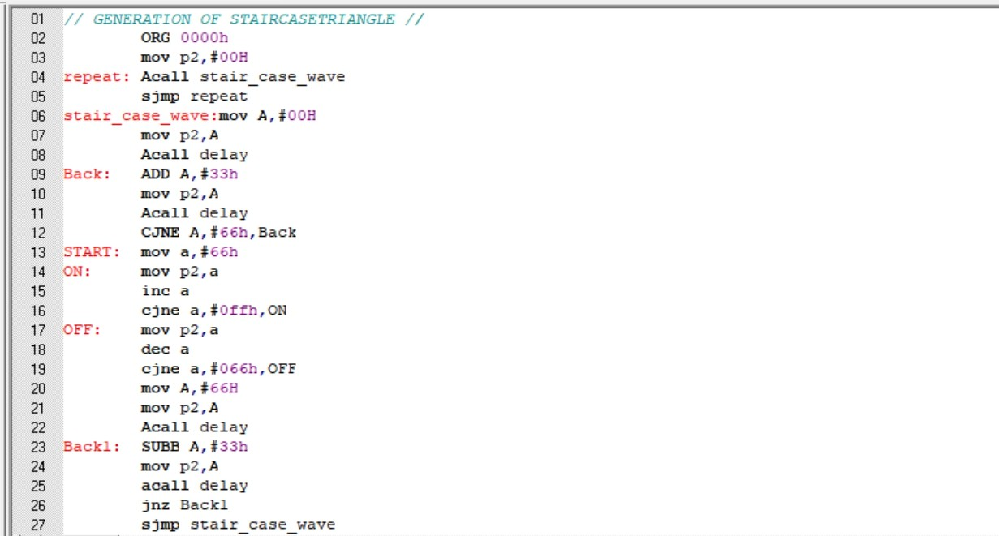 01 // GENERATION OF STAIRCASETRIANGLE //
02 ORG 0000h
03 mov p2,#00H
04 repeat: Acall stair_case_wave
05 sjmp repeat
06 stair_case_wave:mov A,#00H
07 mov p2,A
08 Acall delay
09 Back: ADD A,#33h
10 mov p2,A
11 Acall delay
12 CJNE A,#66h,Back
13 START: mov a,#66h
14 ON: mov p2,a
15 inc a
16 cjne a,#0ffh,ON
17 OFF: mov p2,a
18 dec a
19 cjne a,#066h,OFF
20 mov A,#66H
21 mov p2,A
22 Acall delay
23 Back1: SUBB A,#33h
24 mov p2,A
25 acall delay
26 jnz Back1
27 sjmp stair_case_wave